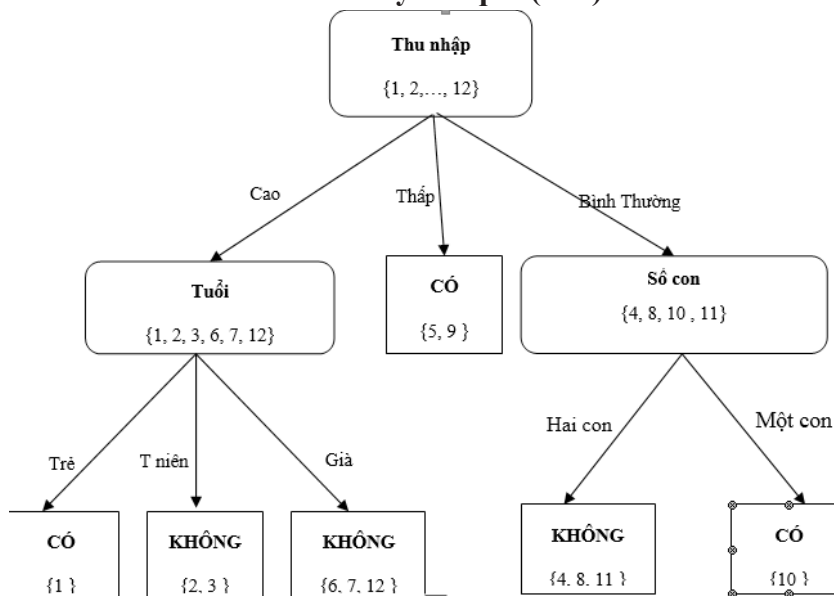 Thu nhập
{1, 2,..., 12}
Cao
Thấp
Bình Thường
Tuổi
{1, 2, 3, 6, 7, 12}
CÓ
{5, 9 }
Số con
{4, 8, 10 , 11}
Trẻ
T niên
Già
Hai con
Một con
CÓ
{1 }
KHÔNG
{2, 3 }
KHÔNG
{6, 7, 12 }
KHÔNG
{4, 8, 11 }
CÓ
{10 }